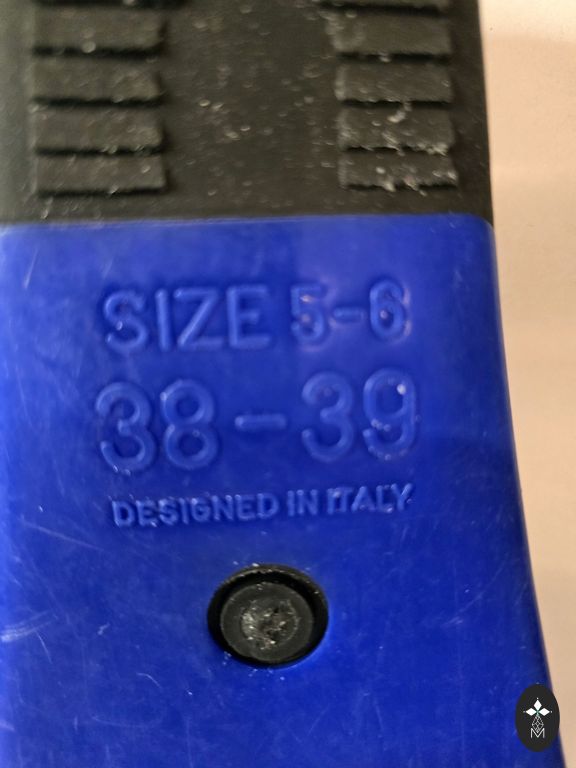 SIZE 5-6
38-39
DESIGNED IN ITALY
M